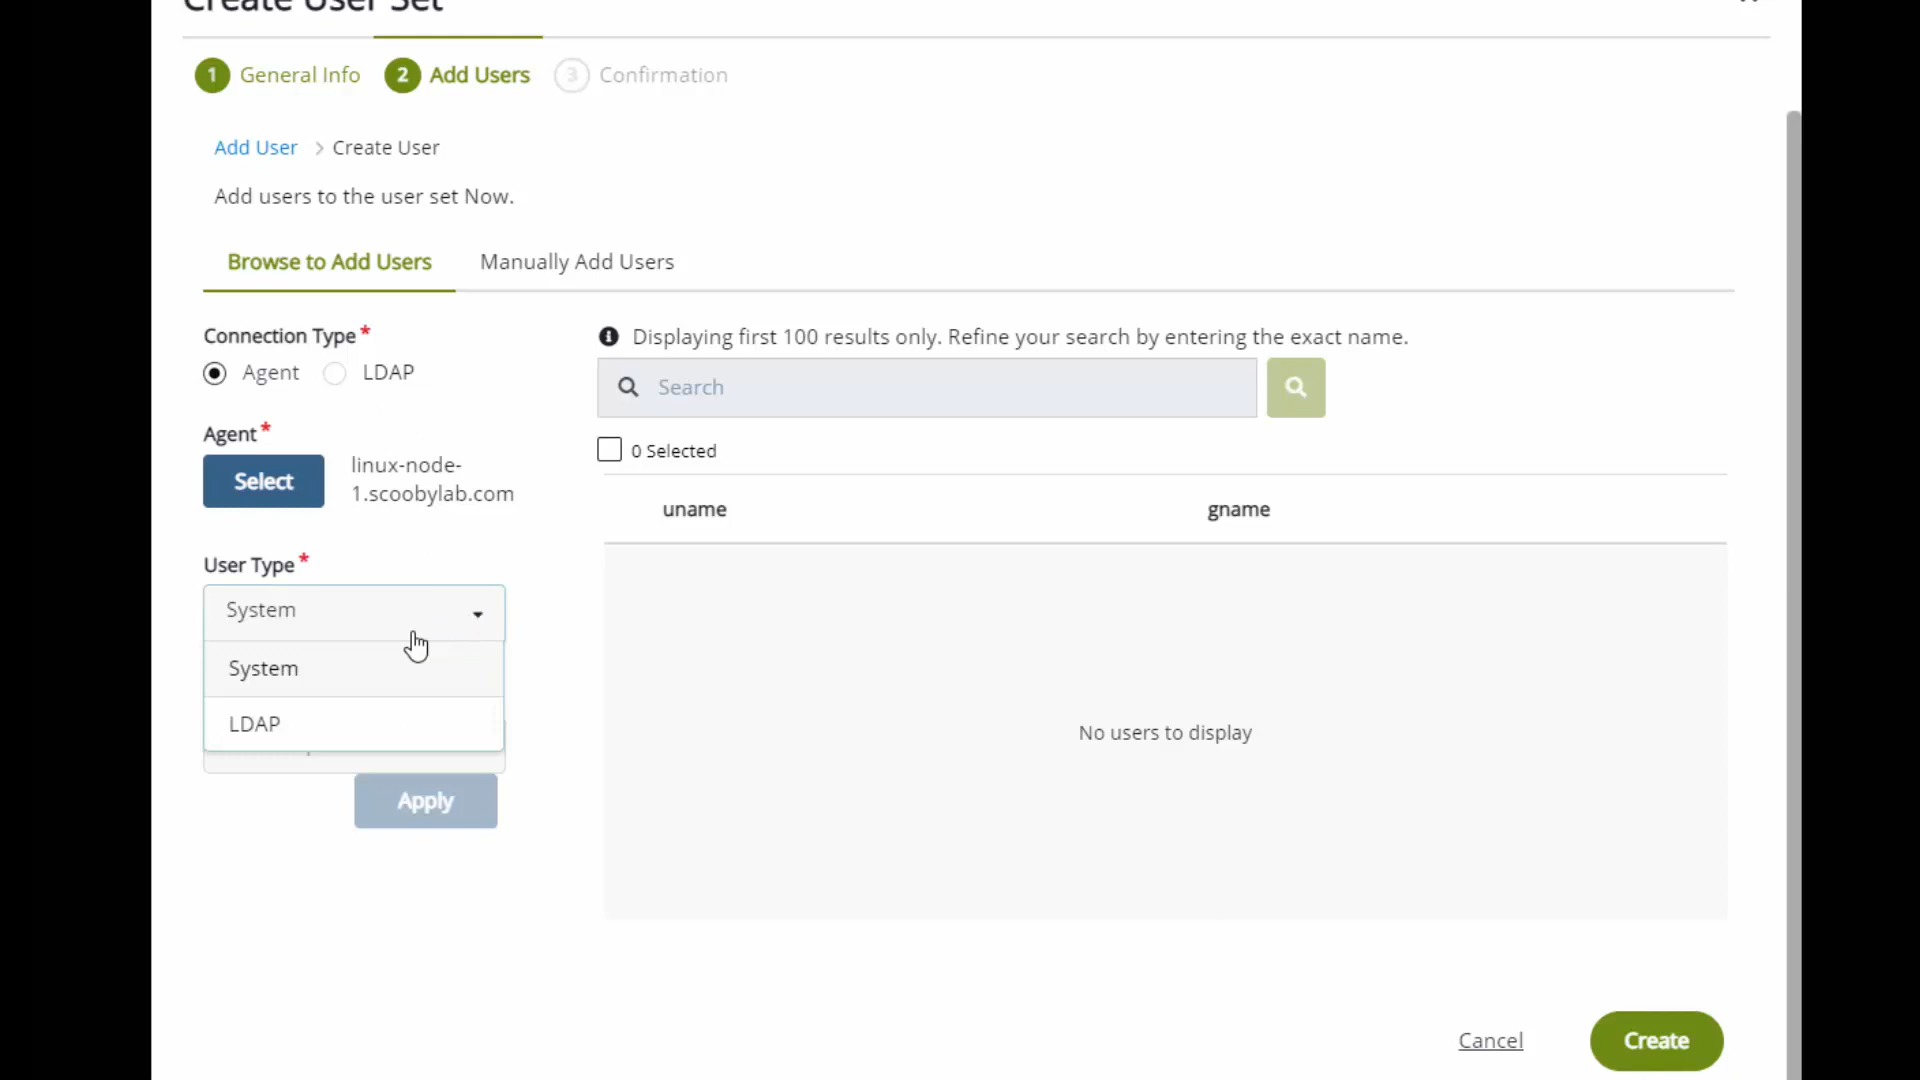 Create User Set
1 General Info 2 Add Users 3 Confirmation
Add User > Create User
Add users to the user set Now.
Browse to Add Users Manually Add Users
Connection Type*
Agent LDAP
Displaying first 100 results only. Refine your search by entering the exact name.
Search
Agent*
Select
linux-node-
1.scoobylab.com
0 Selected
uname gname
User Type*
System
System
LDAP
Apply
No users to display
Cancel Create